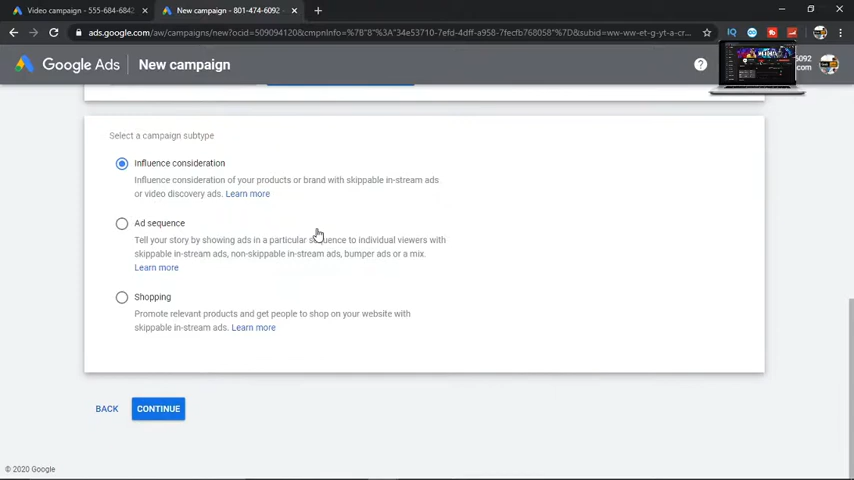 Video campaign - 555-684-6842
New campaign - 801-474-6092
ads.google.com/aw/campaigns/new?ocid=509094120&cmpnInfo=%7B"8"%3A"34e53710-7efd-4dff-a958-7fecfb768058"%7D&subid=ww-ww-et-g-yt-a-cr...
Google Ads
New campaign
6092
com
Select a campaign subtype
Influence consideration
Influence consideration of your products or brand with skippable in-stream ads
or video discovery ads. Learn more
Ad sequence
Tell your story by showing ads in a particular sequence to individual viewers with
skippable in-stream ads, non-skippable in-stream ads, bumper ads or a mix.
Learn more
Shopping
Promote relevant products and get people to shop on your website with
skippable in-stream ads. Learn more
BACK
CONTINUE
© 2020 Google